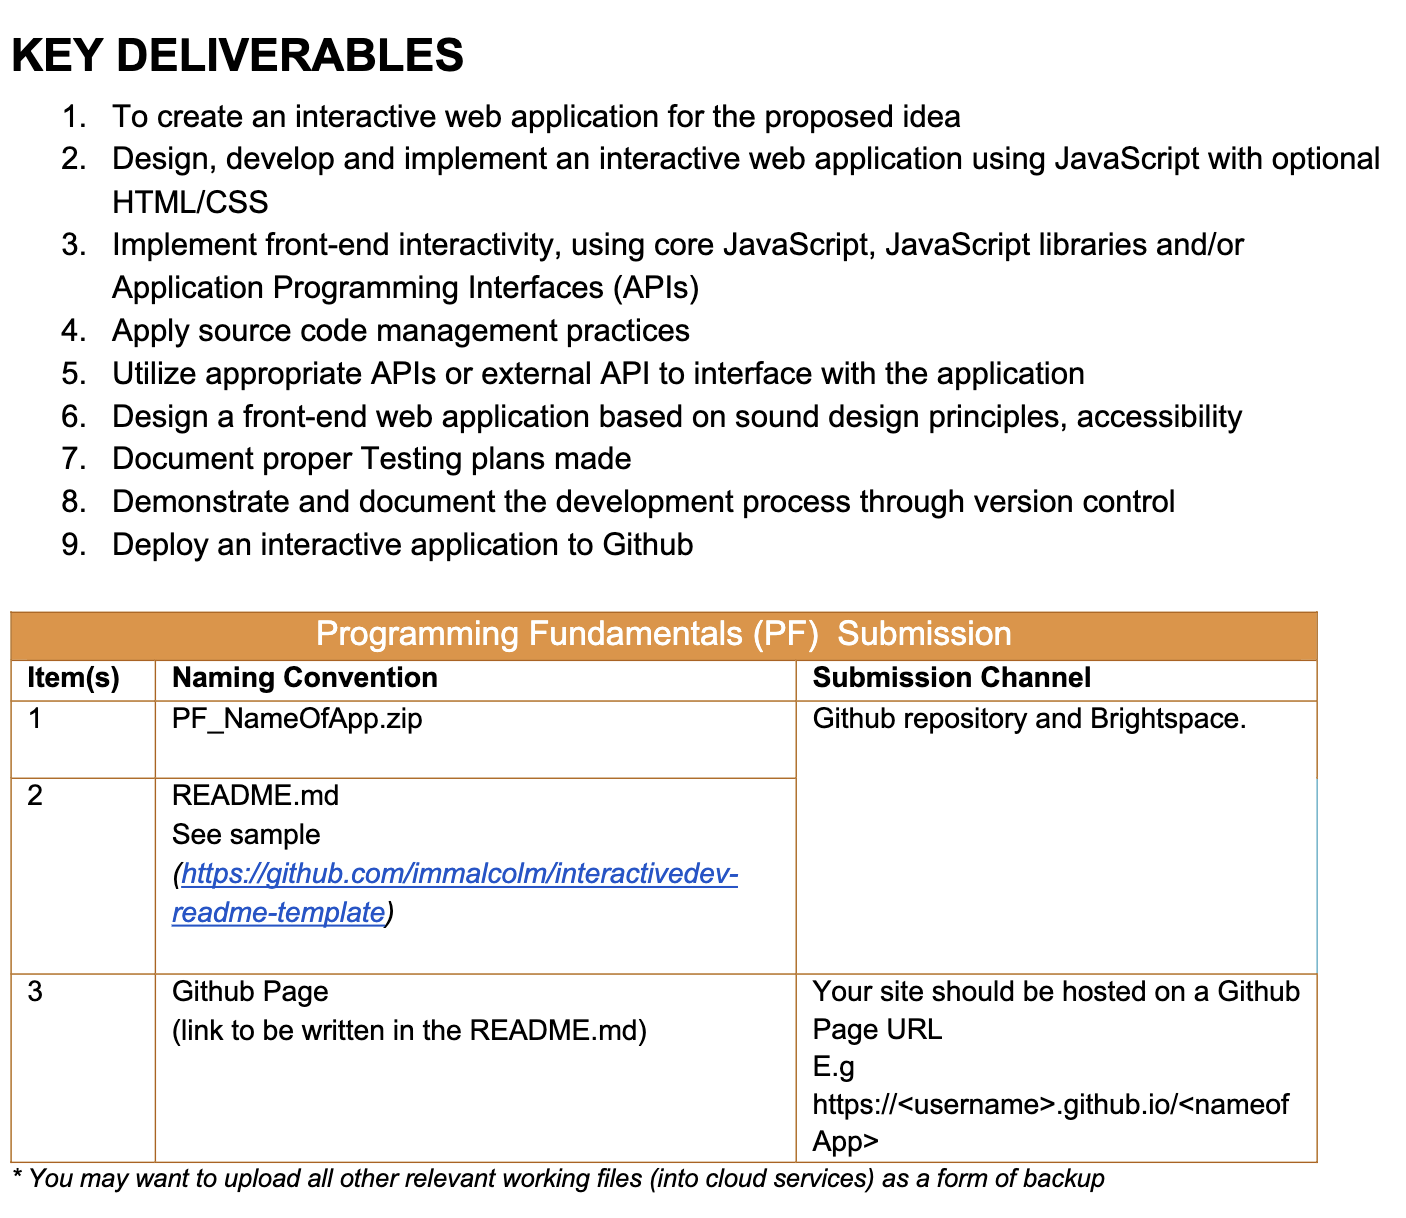 KEY DELIVERABLES
1. To create an interactive web application for the proposed idea
2. Design, develop and implement an interactive web application using JavaScript with optional
HTML/CSS
3. Implement front-end interactivity, using core JavaScript, JavaScript libraries and/or
Application Programming Interfaces (APIs)
4. Apply source code management practices
5. Utilize appropriate APIs or external API to interface with the application
6. Design a front-end web application based on sound design principles, accessibility
7. Document proper Testing plans made
8. Demonstrate and document the development process through version control
9. Deploy an interactive application to Github
Programming Fundamentals (PF) Submission
Item(s) Naming Convention Submission Channel
1 PF_NameOfApp.zip Github repository and Brightspace.
2 README.md
See sample
(https://github.com/immalcolm/interactivedev-
readme-template)
3 Github Page
(link to be written in the README.md)
Your site should be hosted on a Github
Page URL
E.g
https://<username>.github.io/<nameof
App>
* You may want to upload all other relevant working files (into cloud services) as a form of backup